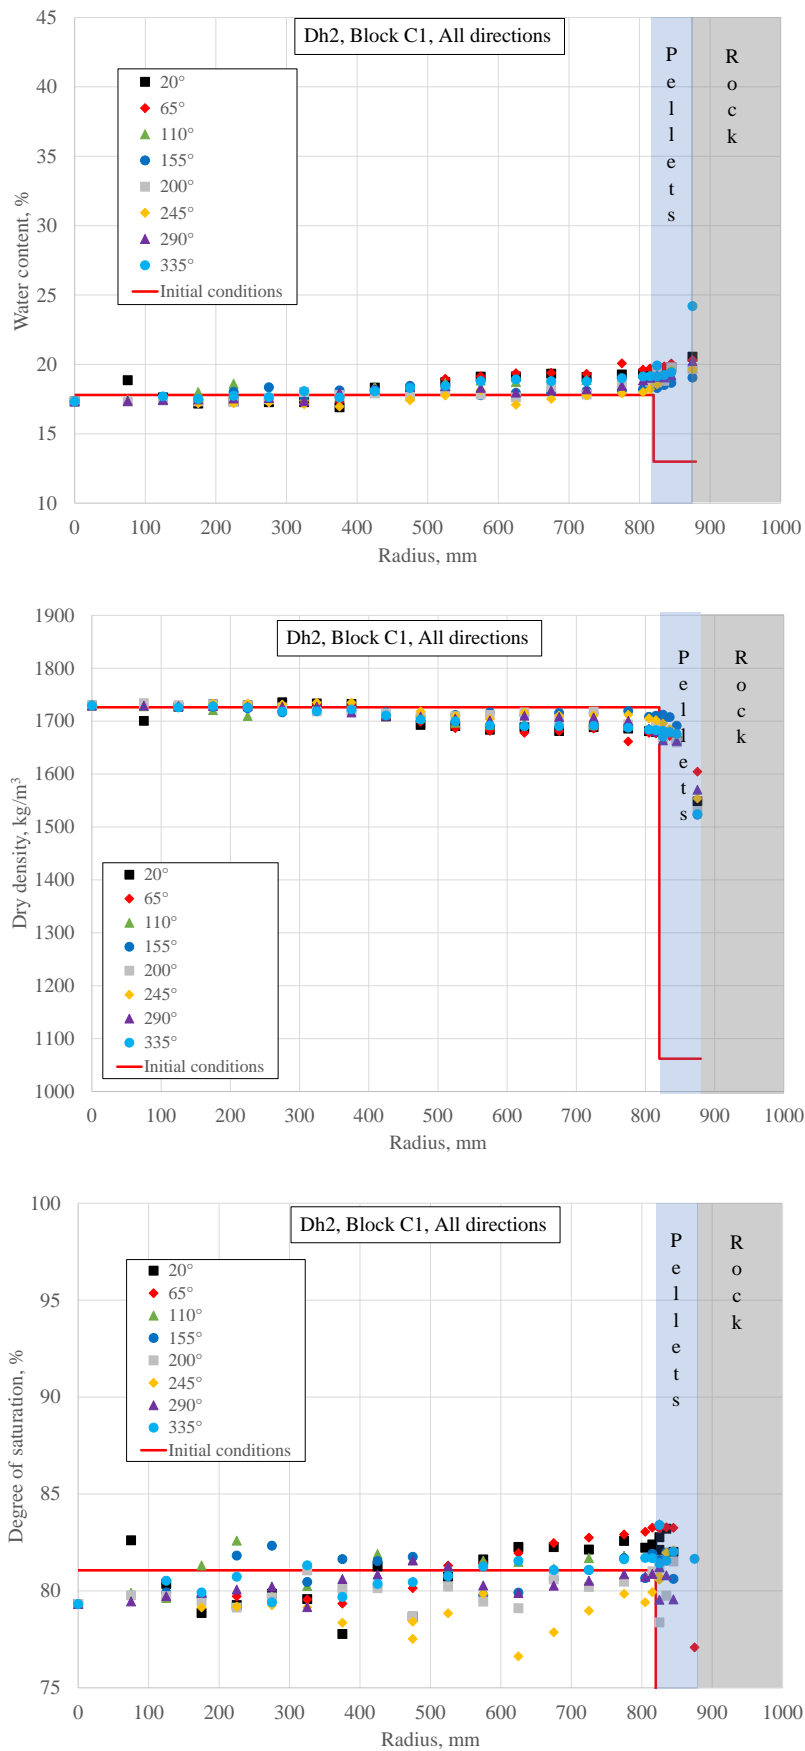 Dh2, Block C1, All directions
Pellets
Rock
45
40
35
30
25
20
15
10
Water content, %
20°
65°
110°
155°
200°
245°
290°
335°
Initial conditions
0 100 200 300 400 500 600 700 800 900 1000
Radius, mm
Dh2, Block C1, All directions
Pellets
Rock
1900
1800
1700
1600
1500
1400
1300
1200
1100
1000
Dry density, kg/m³
20°
65°
110°
155°
200°
245°
290°
335°
Initial conditions
0 100 200 300 400 500 600 700 800 900 1000
Radius, mm
Dh2, Block C1, All directions
Pellets
Rock
100
95
90
85
80
75
Degree of saturation, %
20°
65°
110°
155°
200°
245°
290°
335°
Initial conditions
0 100 200 300 400 500 600 700 800 900 1000
Radius, mm